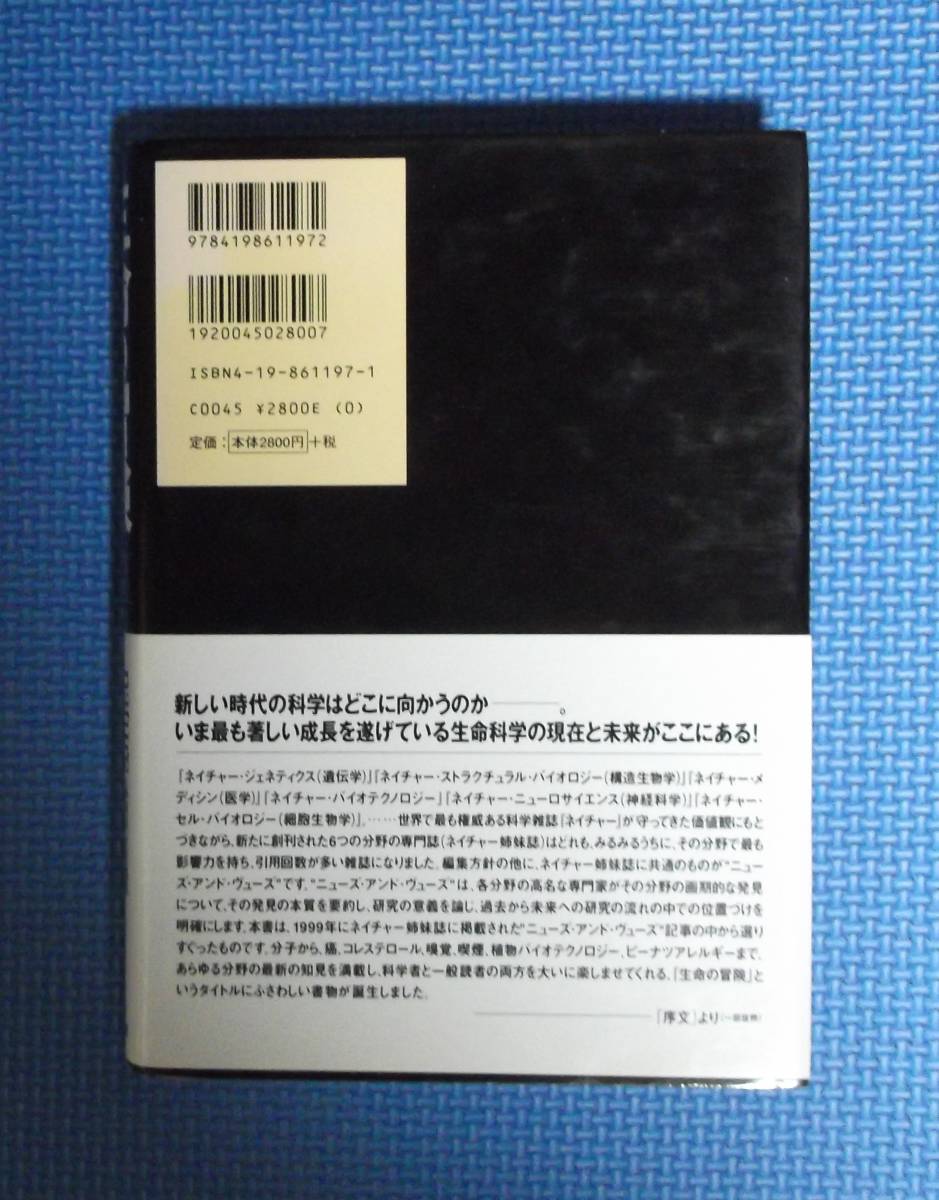 9784198611972
1920045028007
ISBN4-19-861197-1
C0045 ¥2800E (0)
定価：本体2800円+税
新しい時代の科学はどこに向かうのか───。
いま最も著しい成長を遂げている生命科学の現在と未来がここにある！
『ネイチャー・ジェネティクス（遺伝学）』『ネイチャー・ストラクチュラル・バイオロジー（構造生物学）』『ネイチャー・メ
ディシン（医学）』『ネイチャー・バイオテクノロジー』『ネイチャー・ニューロサイエンス（神経科学）』『ネイチャー・
セル・バイオロジー（細胞生物学）』。……世界で最も権威ある科学雑誌『ネイチャー』が守ってきた価値観にもと
づきながら、新たに創刊された6つの分野の専門誌（ネイチャー姉妹誌）はどれも、みるみるうちに、その分野で最も
影響力を持ち、引用回数が多い雑誌になりました。編集方針の他に、ネイチャー姉妹誌に共通のものが“ニュー
ズ・アンド・ヴューズ”です。“ニューズ・アンド・ヴューズ”は、各分野の高名な専門家がその分野の画期的な発見
について、その発見の本質を要約し、研究の意義を論じ、過去から未来への研究の流れの中での位置づけを
明確にします。本書は、1999年にネイチャー姉妹誌に掲載された“ニューズ・アンド・ヴューズ”記事の中から選り
すぐったものです。分子から、癌、コレステロール、嗅覚、喫煙、植物バイオテクノロジー、ピーナツアレルギーまで、
あらゆる分野の最新の知見を満載し、科学者と一般読者の両方を大いに楽しませてくれる、『生命の冒険』と
いうタイトルにふさわしい書物が誕生しました。
───『序文』より